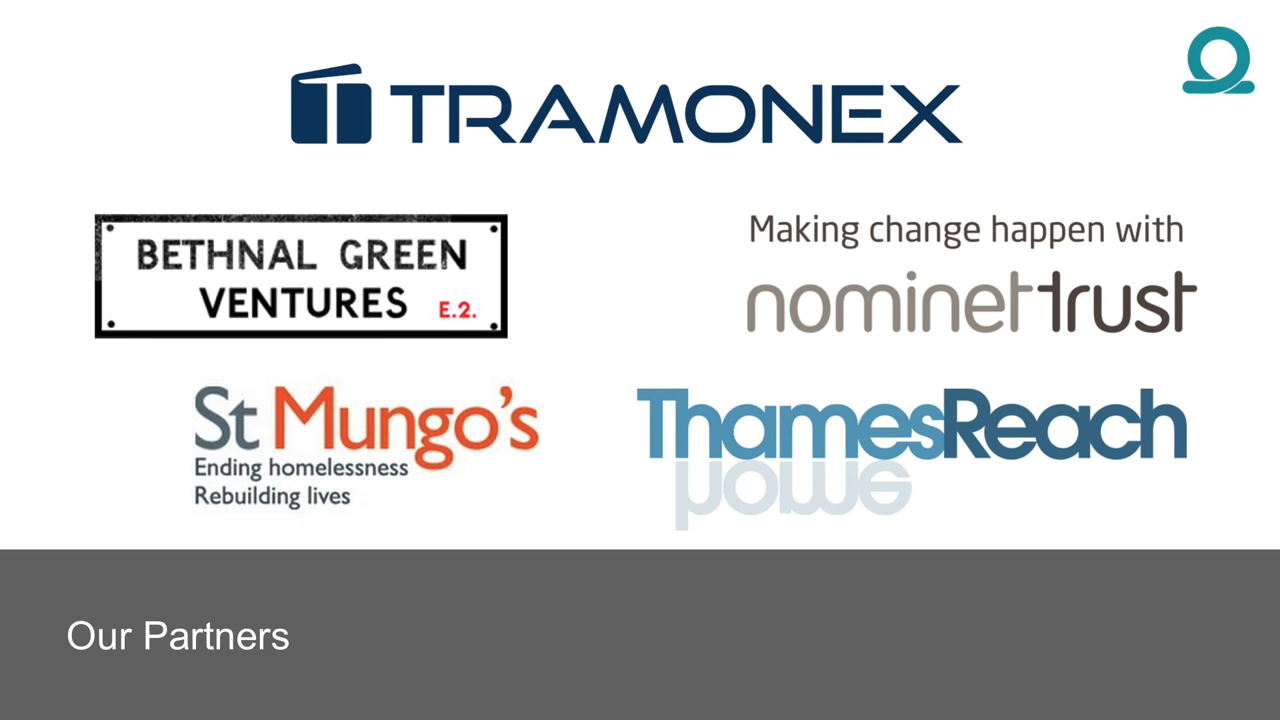 TRAMONEX
BETHNAL GREEN
VENTURES E.2.
Making change happen with
nominettrust
St Mungo's
Ending homelessness
Rebuilding lives
ThamesReach
home
Our Partners